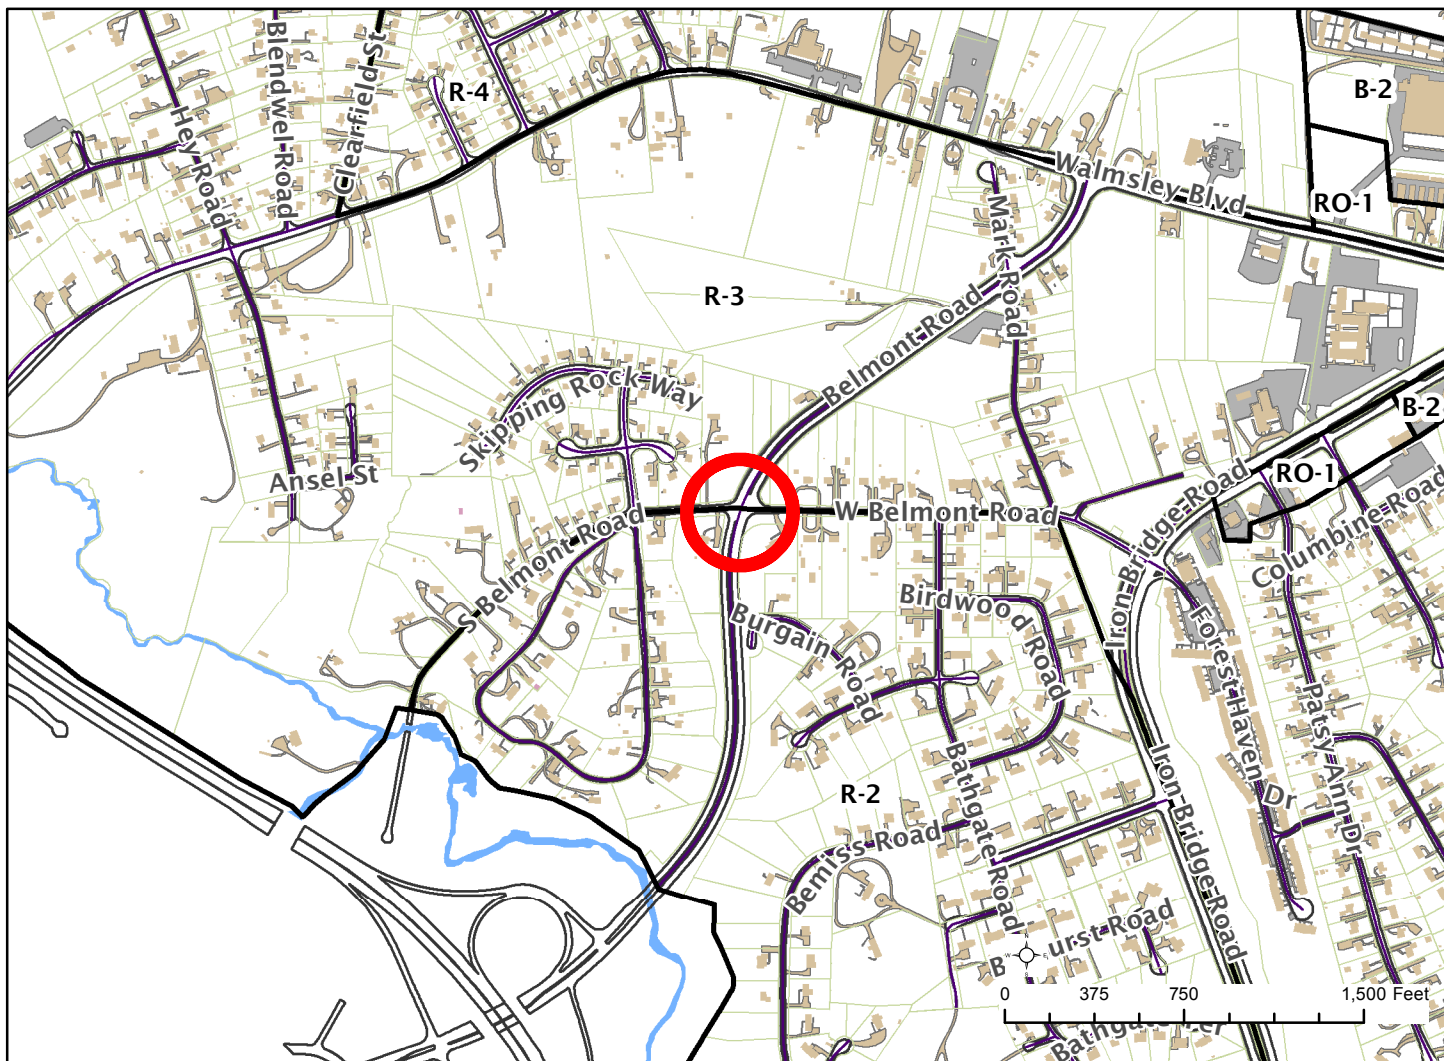 Hey Road
Blendwel Road
Clearfield St
R-4
B-2
RO-1
Walmsley Blvd
Mark Road
R-3
Belmont Road
Skipping Rock Way
Ansel St
B-2
RO-1
Columbine Road
S Belmont Road
W Belmont Road
Iron Bridge Road
Birdwood Road
Burgain Road
Forest Haven Dr
Patsy Ann Dr
R-2
Bathgate Road
Iron Bridge Road
Bemiss Road
urst Road
N
W
E
S
0 375 750 1,500 Feet